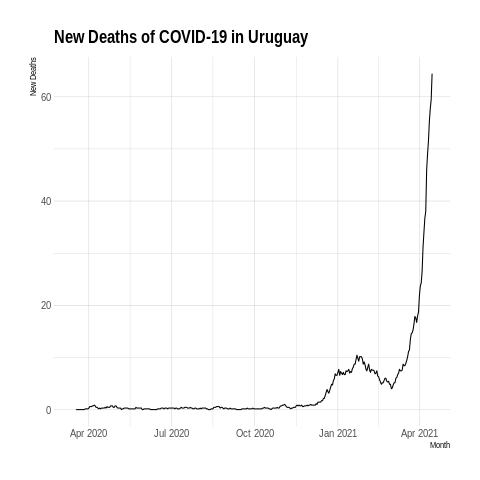 New Deaths of COVID-19 in Uruguay
New Deaths
60
40
20
0
Apr 2020 Jul 2020 Oct 2020 Jan 2021 Apr 2021
Month